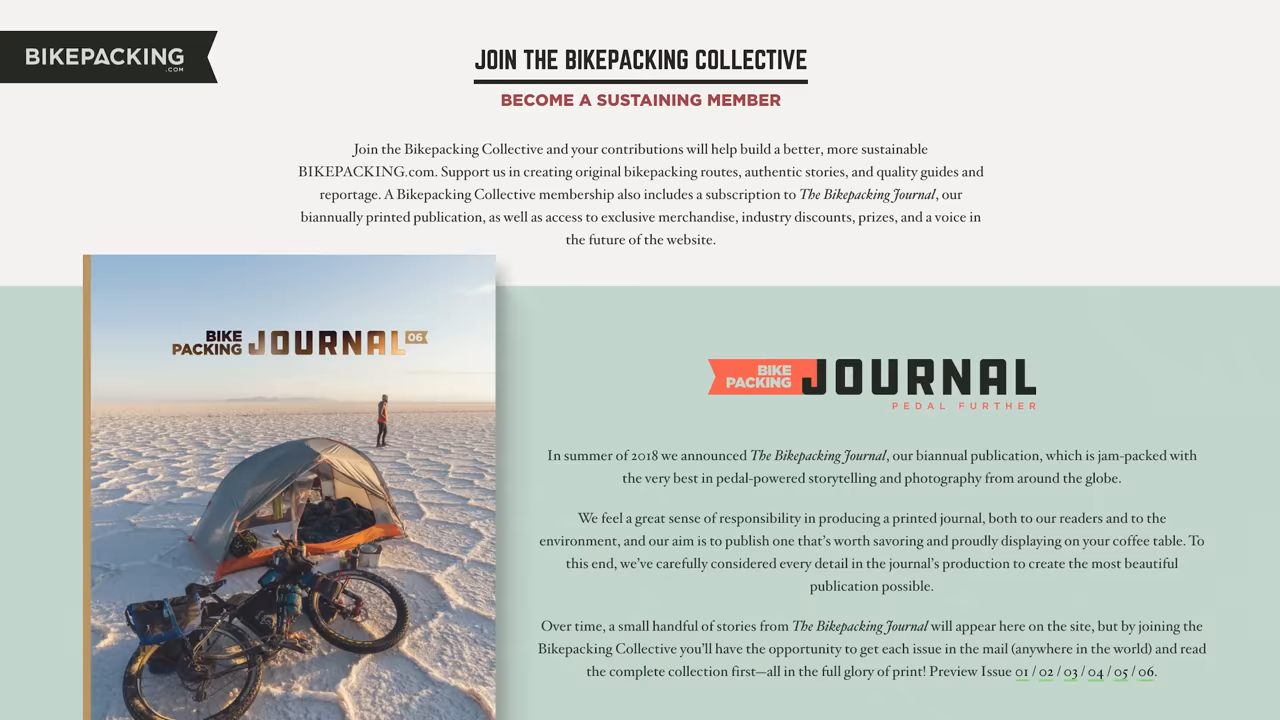 BIKEPACKING
.COM
JOIN THE BIKEPACKING COLLECTIVE
BECOME A SUSTAINING MEMBER
Join the Bikepacking Collective and your contributions will help build a better, more sustainable
BIKEPACKING.com. Support us in creating original bikepacking routes, authentic stories, and quality guides and
reportage. A Bikepacking Collective membership also includes a subscription to The Bikepacking Journal, our
biannually printed publication, as well as access to exclusive merchandise, industry discounts, prizes, and a voice in
the future of the website.
BIKE
PACKING JOURNAL 06
BIKE
PACKING JOURNAL
PEDAL FURTHER
In summer of 2018 we announced The Bikepacking Journal, our biannual publication, which is jam-packed with
the very best in pedal-powered storytelling and photography from around the globe.
We feel a great sense of responsibility in producing a printed journal, both to our readers and to the
environment, and our aim is to publish one that's worth savoring and proudly displaying on your coffee table. To
this end, we've carefully considered every detail in the journal's production to create the most beautiful
publication possible.
Over time, a small handful of stories from The Bikepacking Journal will appear here on the site, but by joining the
Bikepacking Collective you'll have the opportunity to get each issue in the mail (anywhere in the world) and read
the complete collection first—all in the full glory of print! Preview Issue 01 / 02 / 03 / 04 / 05 / 06.